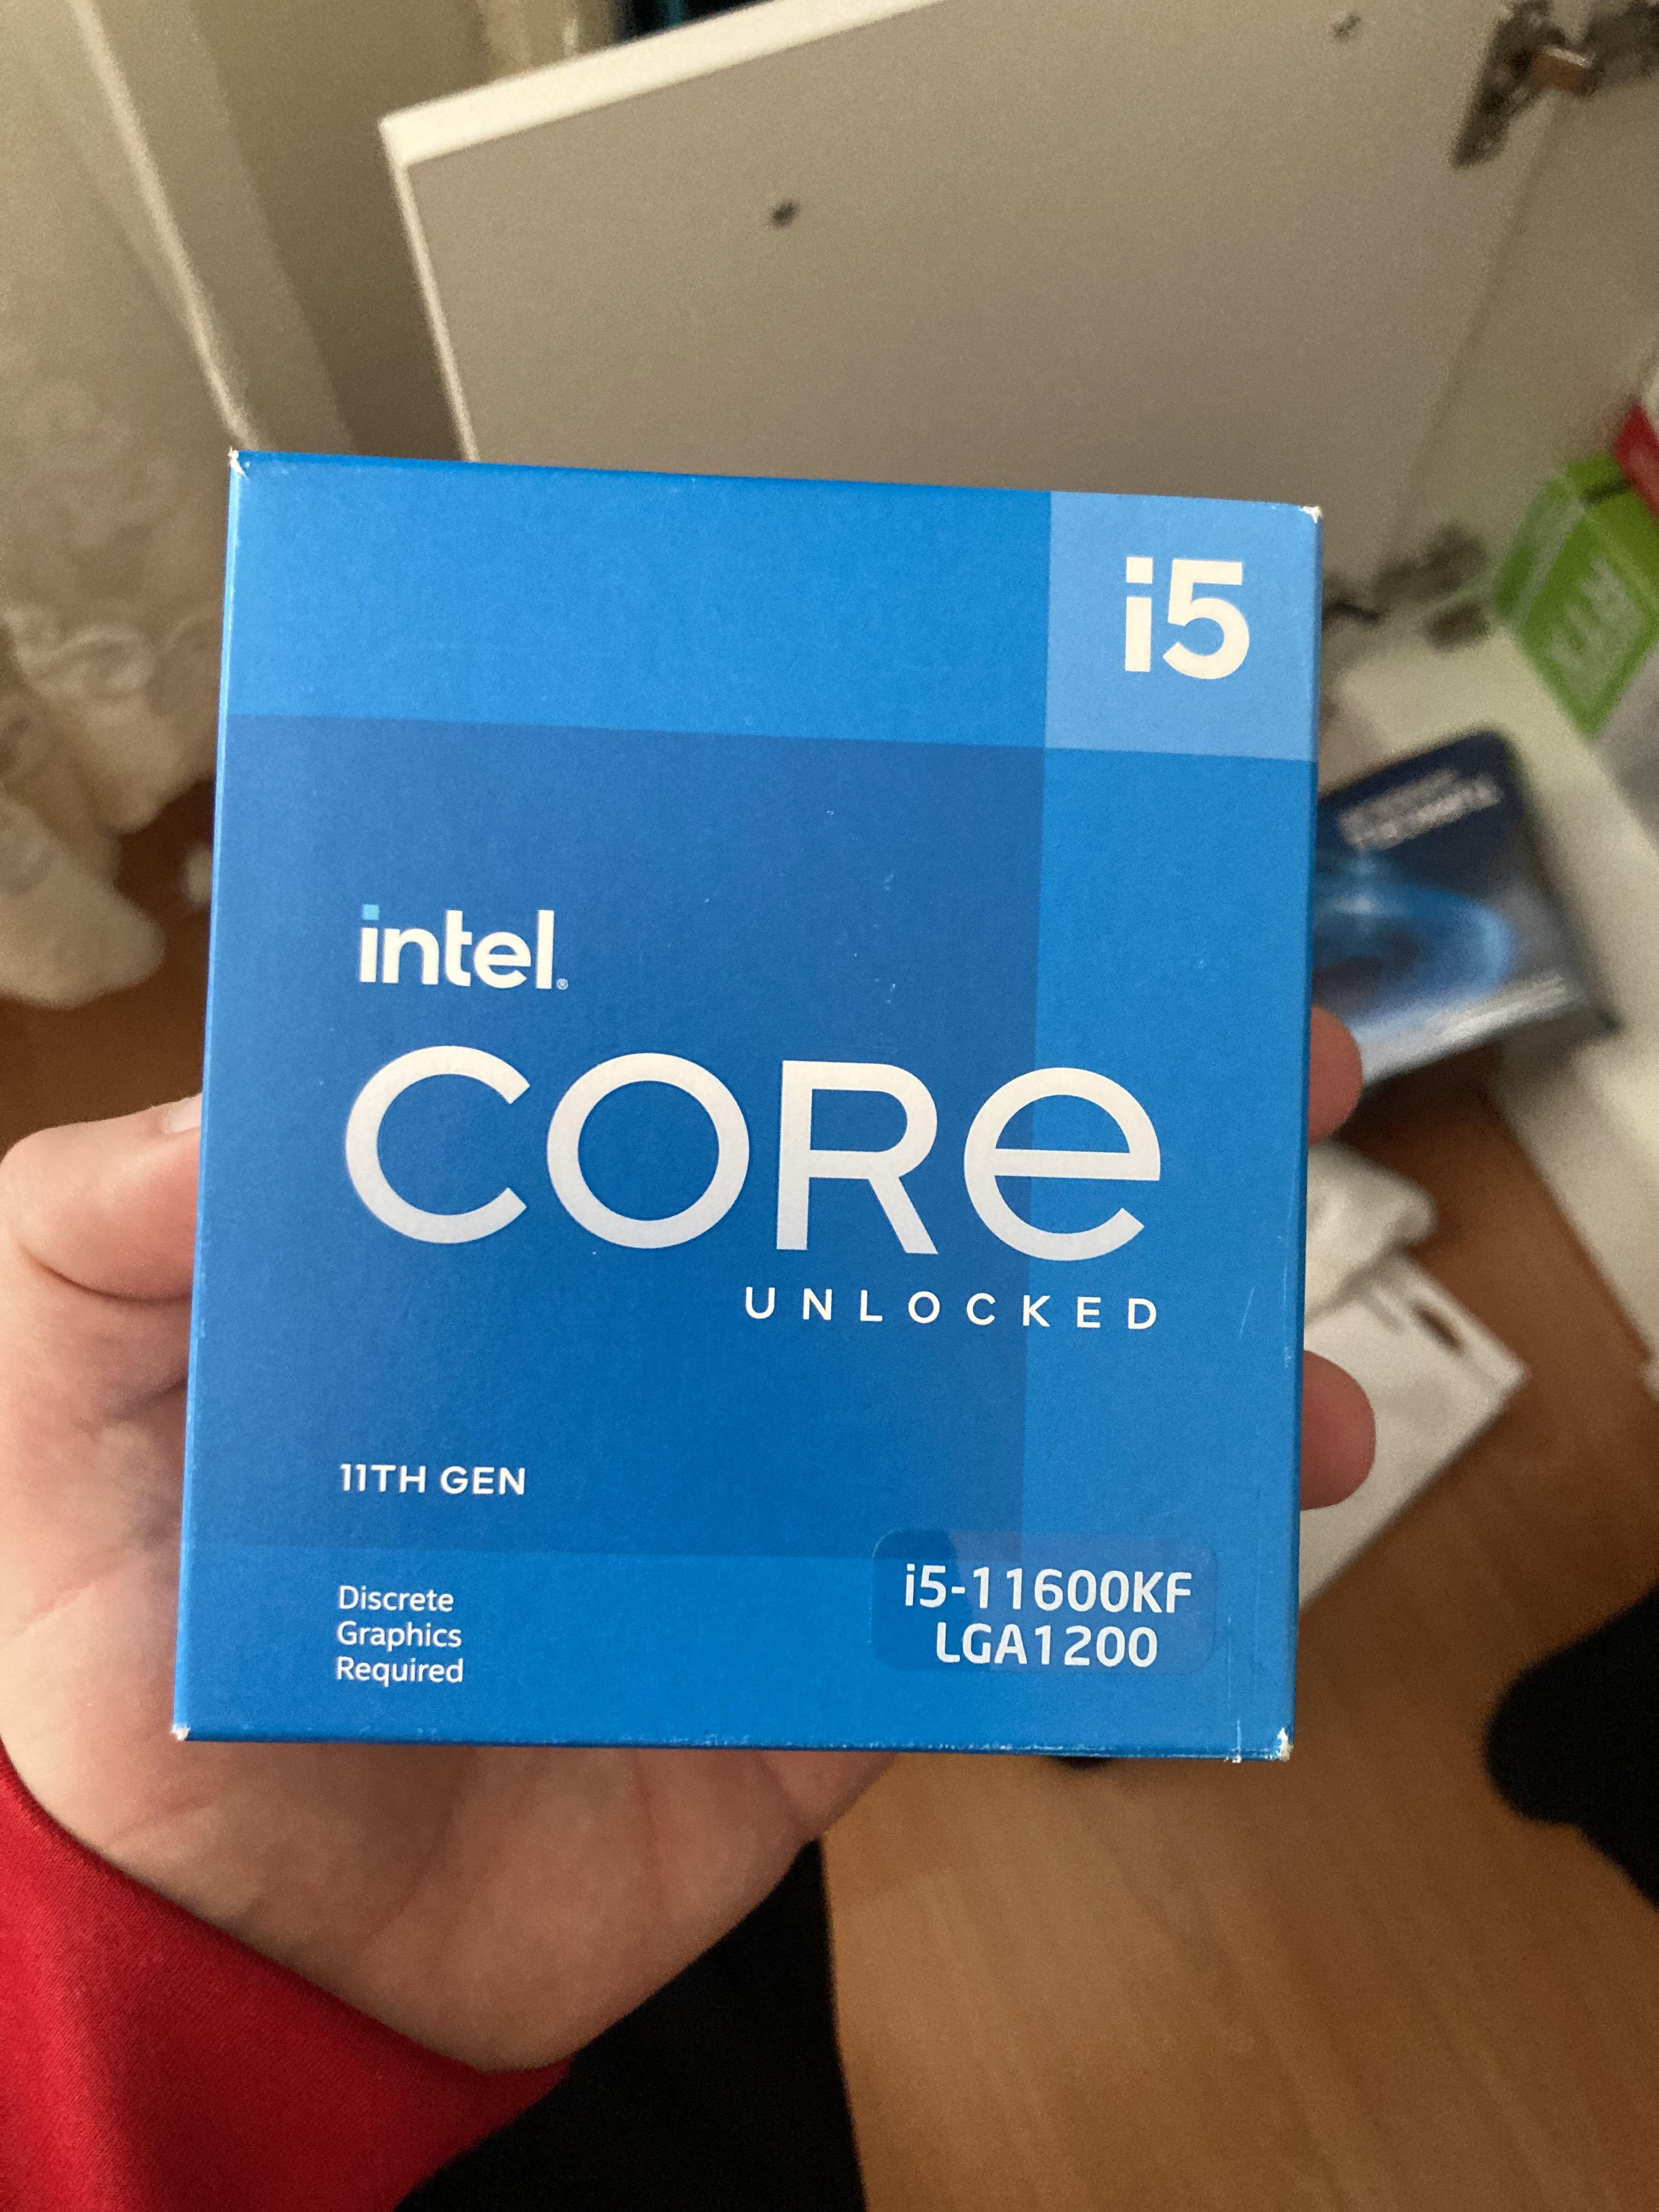 i5
intel®
CORE
UNLOCKED
11TH GEN
Discrete
Graphics
Required
i5-11600KF
LGA1200